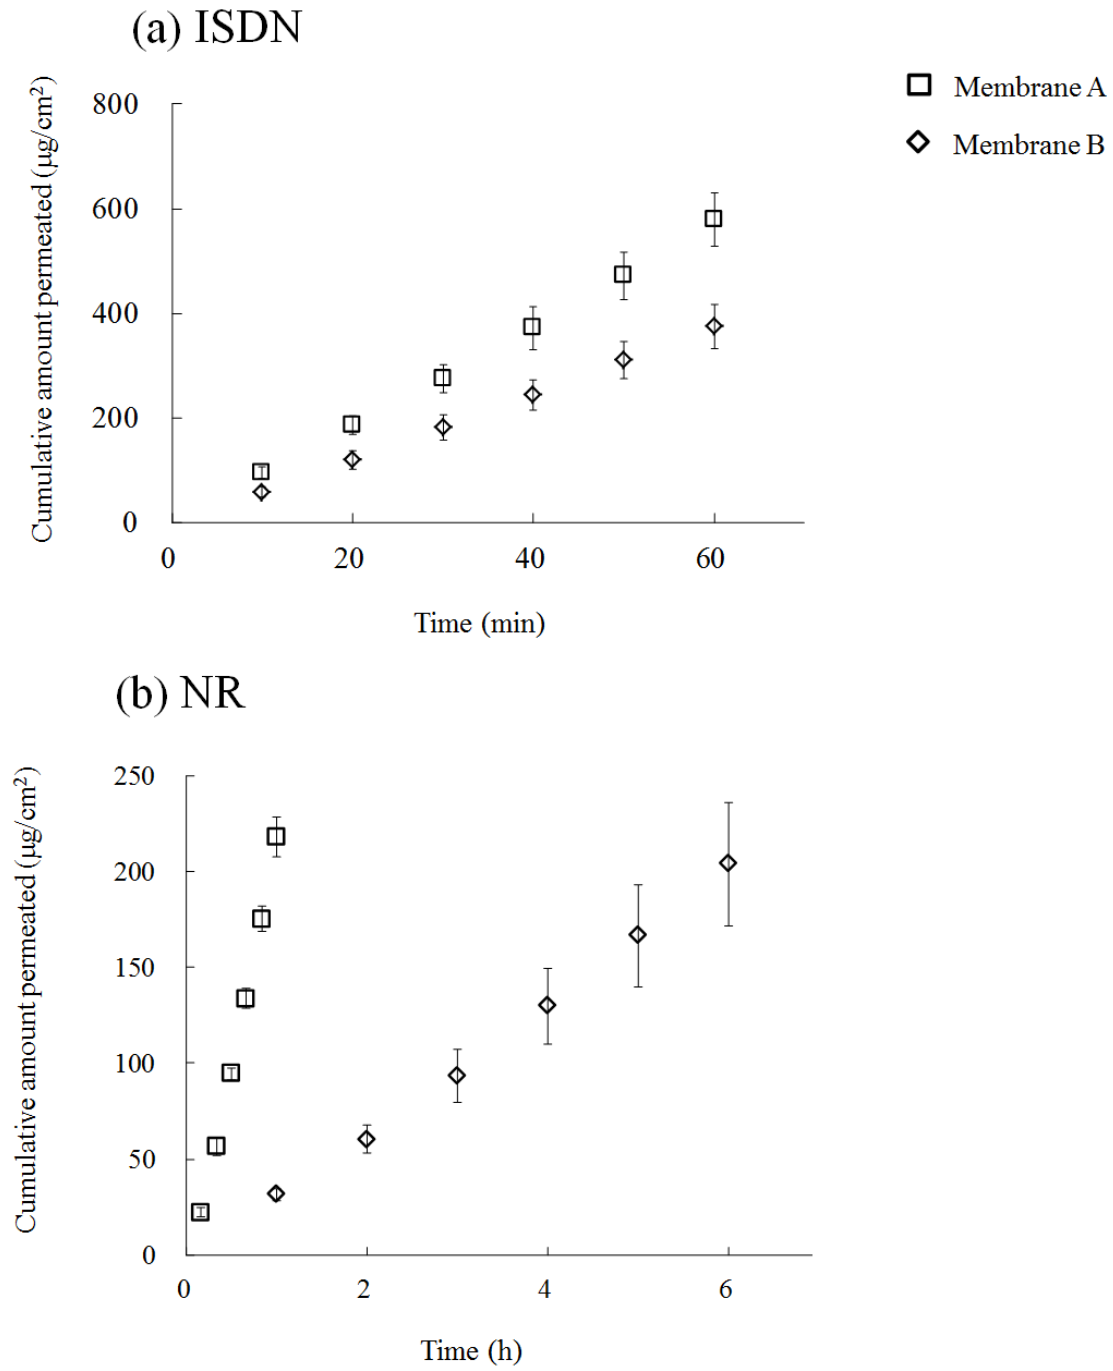 (a) ISDN
Cumulative amount permeated (μg/cm²)
800
600
400
200
0
0 20 40 60
Time (min)
Membrane A
Membrane B
(b) NR
Cumulative amount permeated (μg/cm²)
250
200
150
100
50
0
0 2 4 6
Time (h)